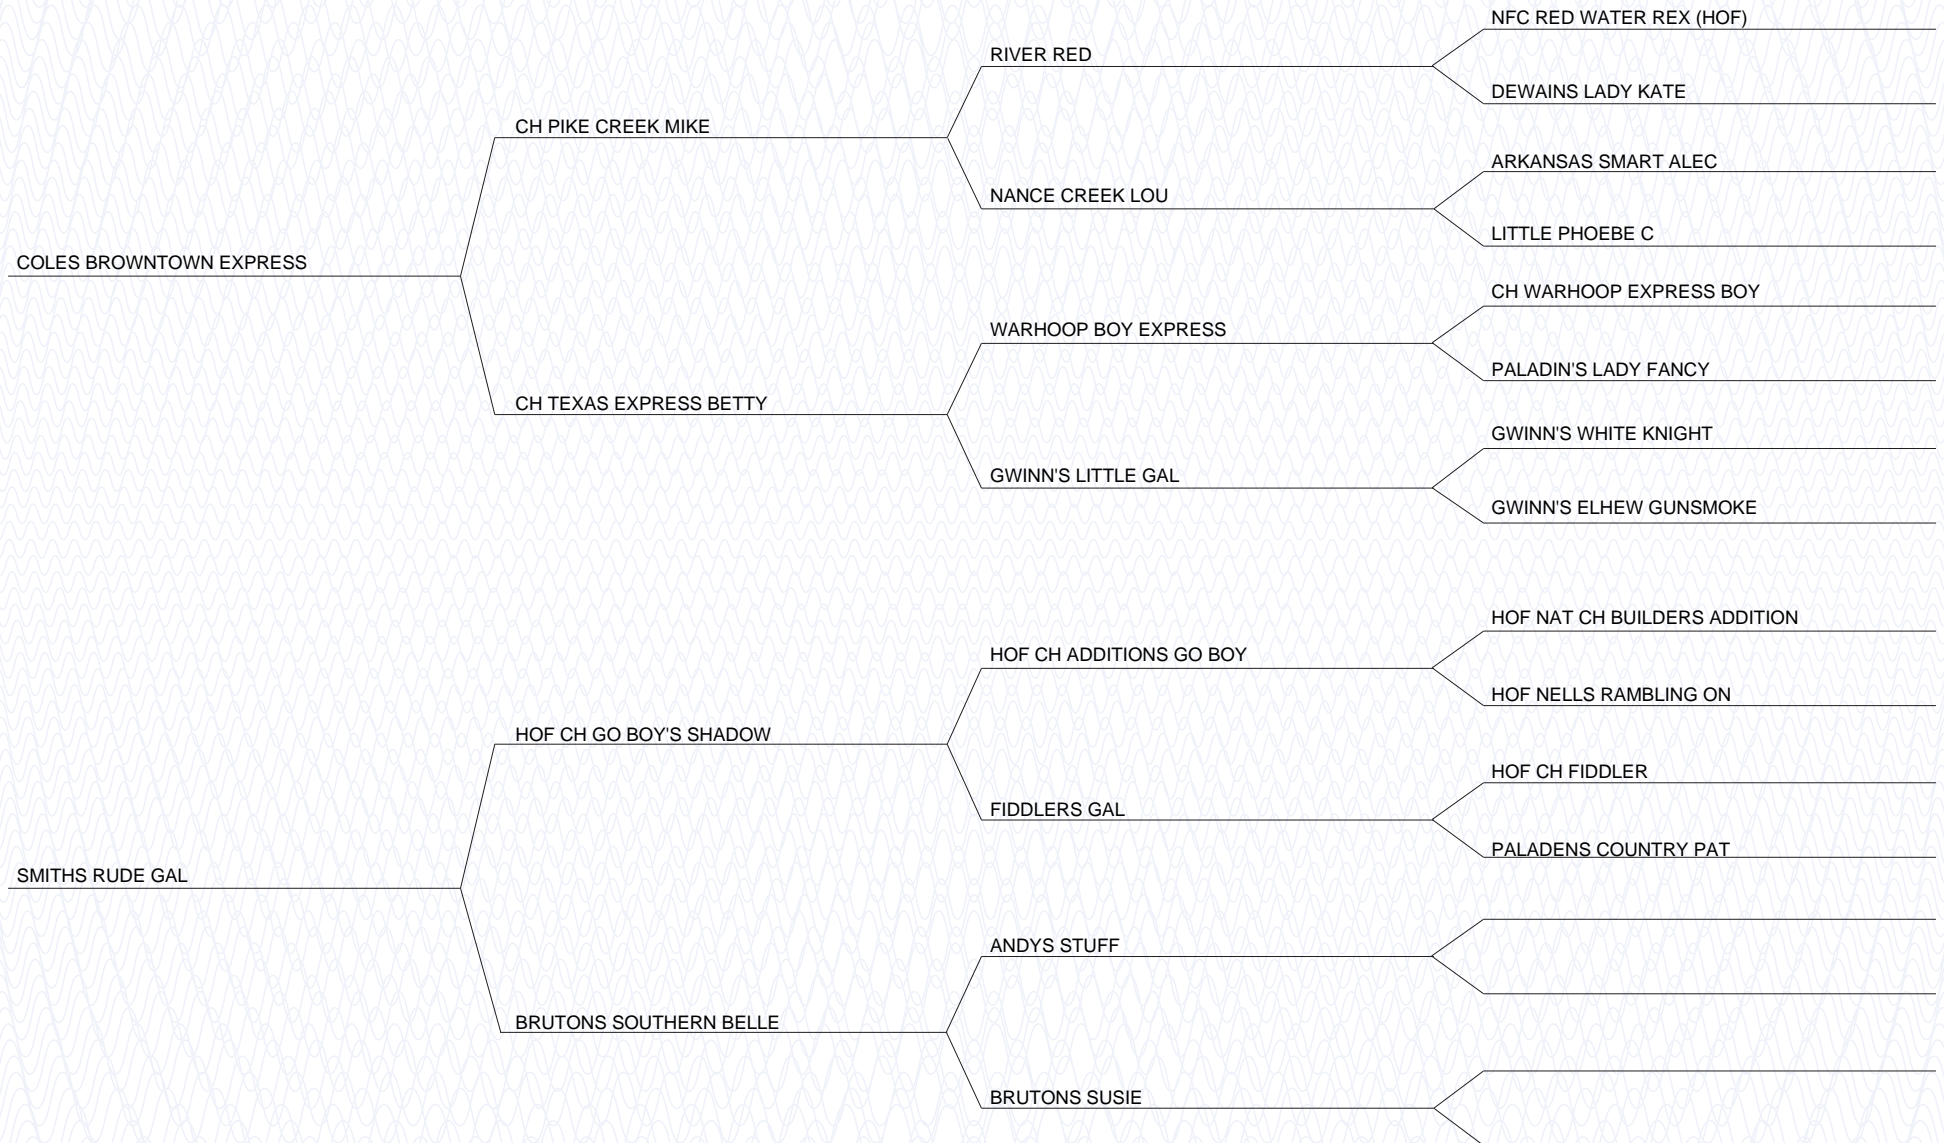 NFC RED WATER REX (HOF)
RIVER RED
DEWAINS LADY KATE
CH PIKE CREEK MIKE
ARKANSAS SMART ALEC
NANCE CREEK LOU
LITTLE PHOEBE C
COLES BROWNTOWN EXPRESS
CH WARHOOP EXPRESS BOY
WARHOOP BOY EXPRESS
PALADIN'S LADY FANCY
CH TEXAS EXPRESS BETTY
GWINN'S WHITE KNIGHT
GWINN'S LITTLE GAL
GWINN'S ELHEW GUNSMOKE
HOF NAT CH BUILDERS ADDITION
HOF CH ADDITIONS GO BOY
HOF NELLS RAMBLING ON
HOF CH GO BOY'S SHADOW
HOF CH FIDDLER
FIDDLERS GAL
PALADENS COUNTRY PAT
SMITHS RUDE GAL
ANDYS STUFF
BRUTONS SOUTHERN BELLE
BRUTONS SUSIE